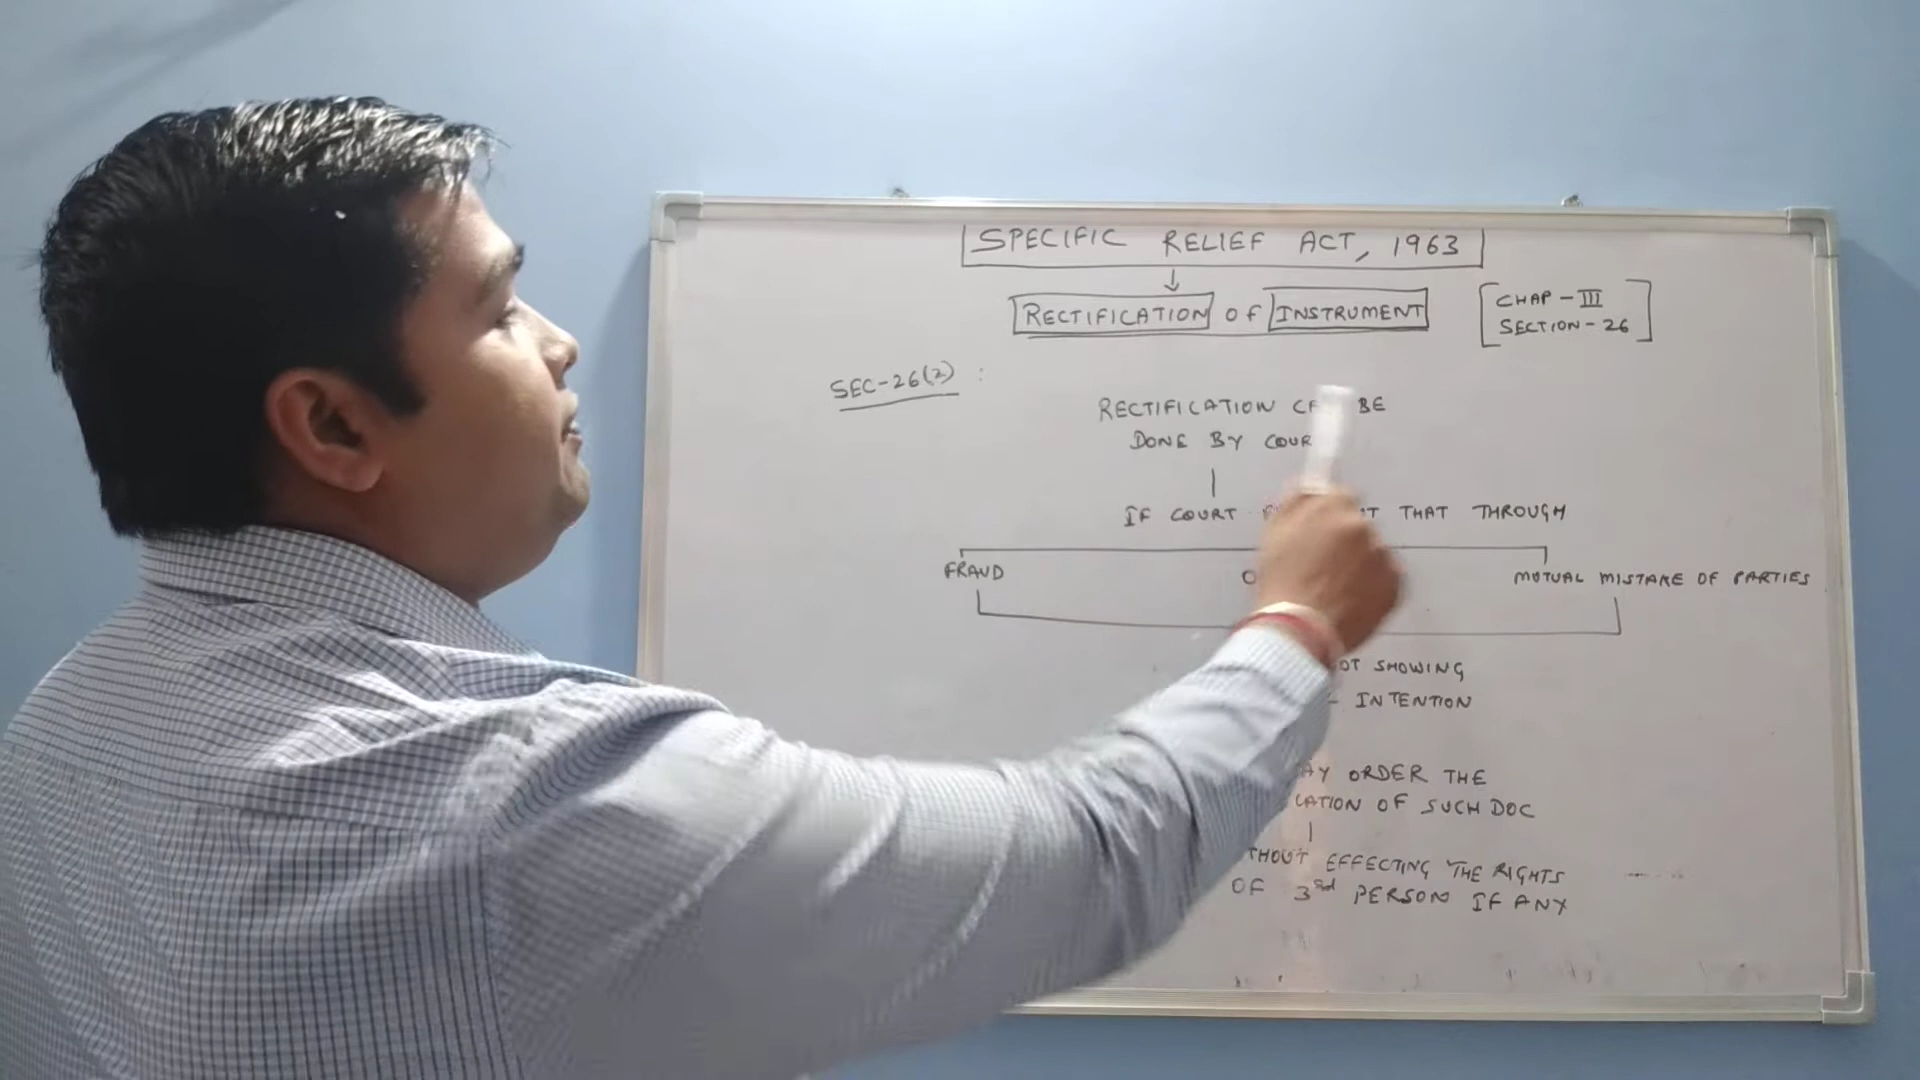 SPECIFIC RELIEF ACT, 1963
RECTIFICATION OF INSTRUMENT
CHAP-III
SECTION-26
SEC-26(2) :
RECTIFICATION BE
DONE BY
IF COURT THAT THROUGH
FRAUD MUTUAL MISTAKE OF PARTIES
SHOWING
INTENTION
ORDER THE
OF SUCH DOC
EFFECTING THE RIGHTS
OF 3rd PERSON IF ANY